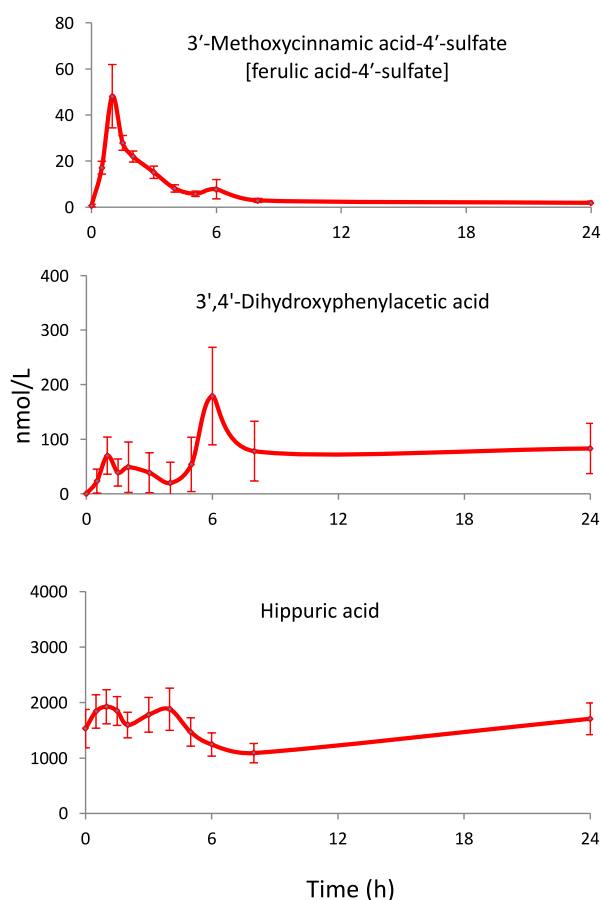 3′-Methoxycinnamic acid-4′-sulfate
[ferulic acid-4′-sulfate]
80
60
40
20
0
0 6 12 18 24
3',4'-Dihydroxyphenylacetic acid
400
300
200
100
0
0 6 12 18 24
nmol/L
Hippuric acid
4000
3000
2000
1000
0
0 6 12 18 24
Time (h)